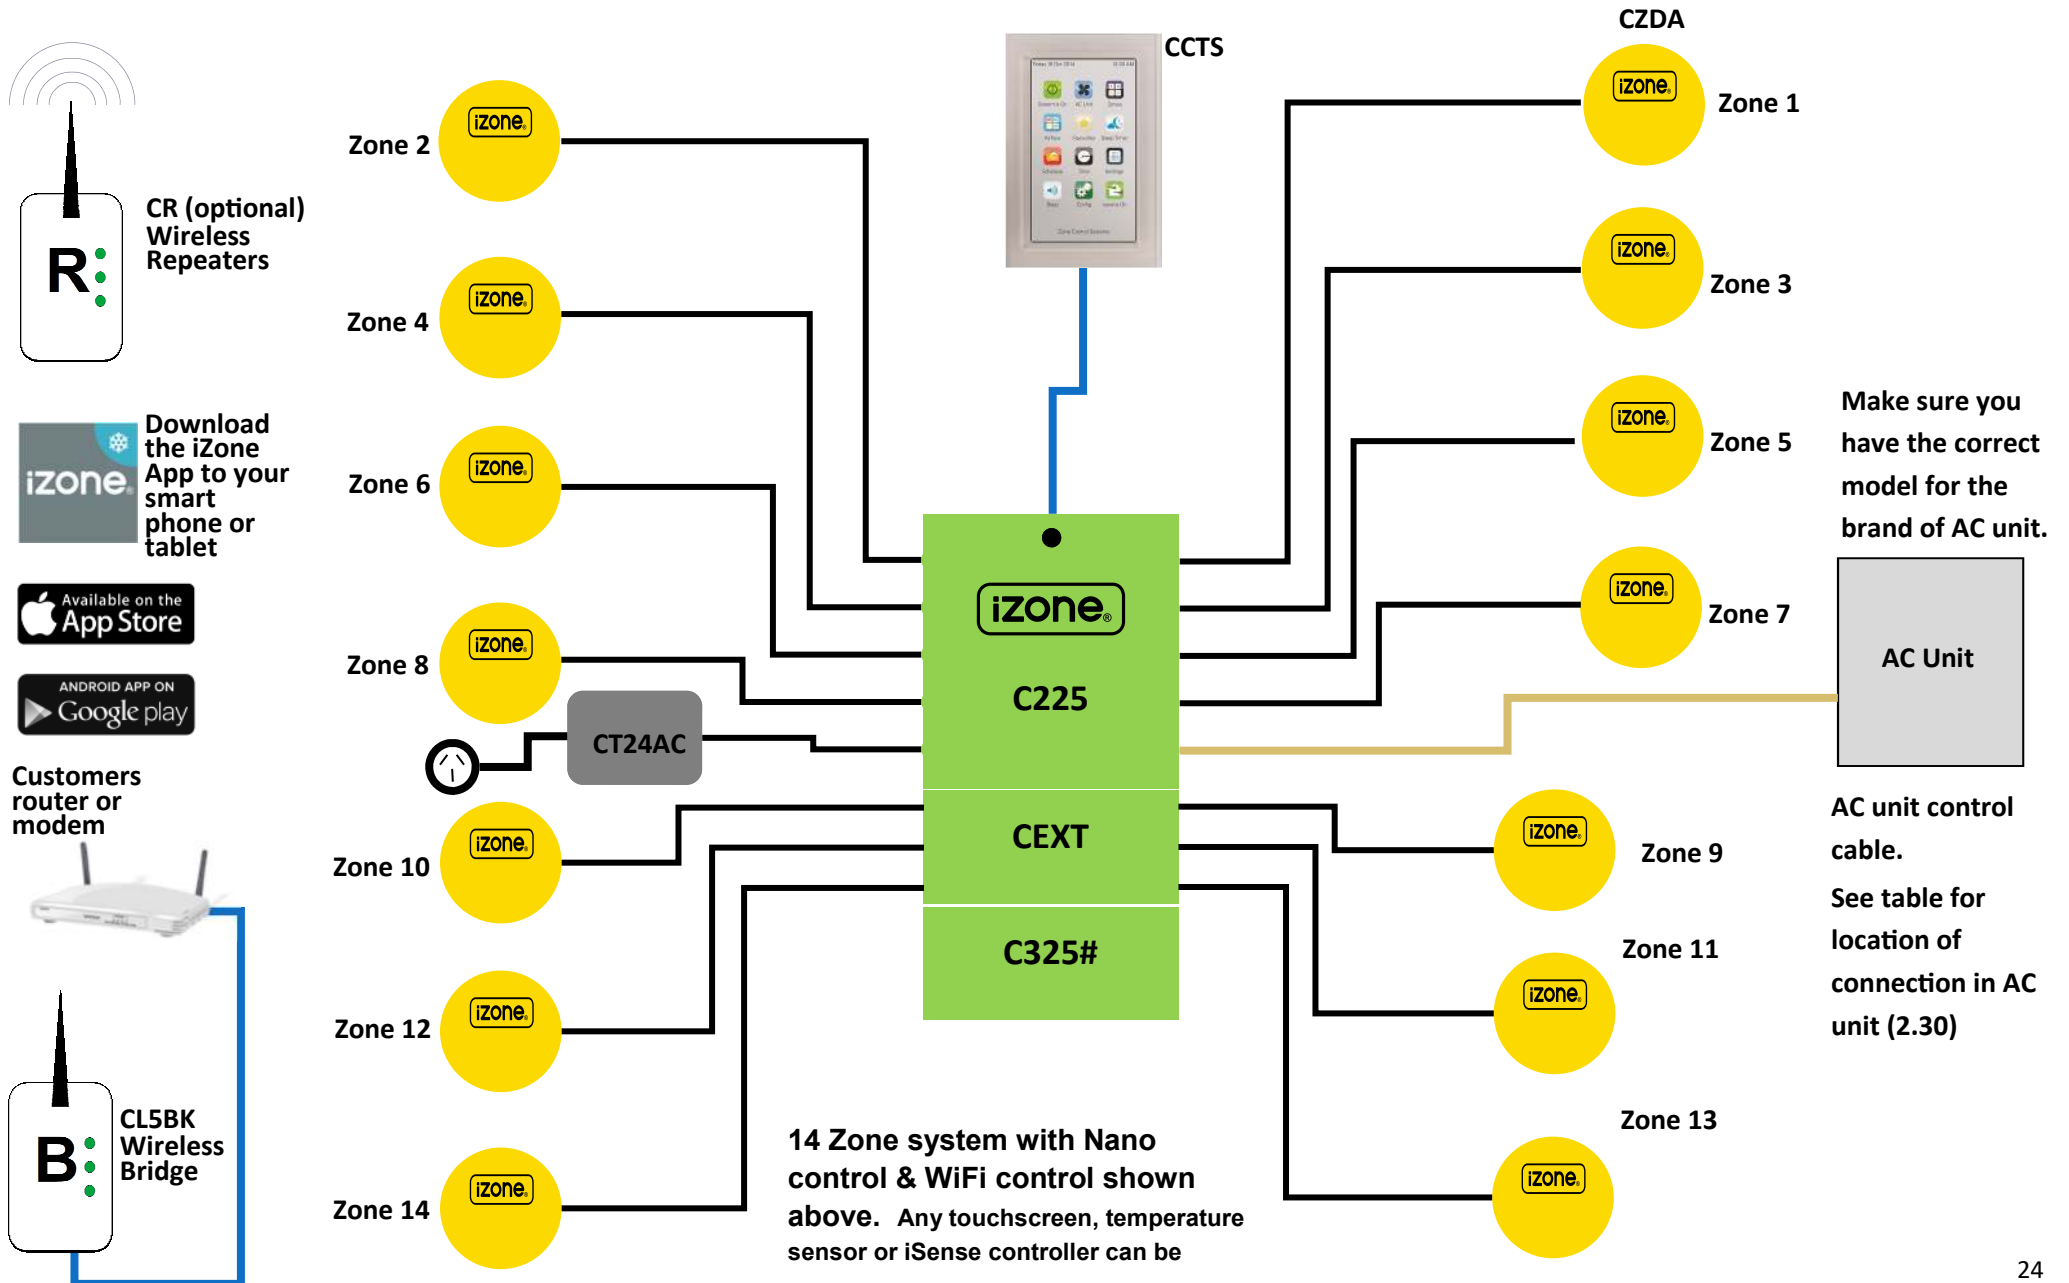 CZDA
CCTS
izone
Zone 1
izone
Zone 2
CR (optional)
Wireless
Repeaters
R
izone
Zone 3
izone
Zone 4
Download
the iZone
App to your
smart
phone or
tablet
izone
izone
Zone 5
izone
Zone 6
Make sure you
have the correct
model for the
brand of AC unit.
Available on the
App Store
ANDROID APP ON
Google play
izone
Zone 7
izone
Zone 8
izone®
C225
CT24AC
AC Unit
Customers
router or
modem
izone
Zone 10
CEXT
izone
Zone 9
AC unit control
cable.
See table for
location of
connection in AC
unit (2.30)
C325#
Zone 11
izone
izone
Zone 12
CL5BK
Wireless
Bridge
B
Zone 13
izone
izone
Zone 14
14 Zone system with Nano
control & WiFi control shown
above. Any touchscreen, temperature
sensor or iSense controller can be
24